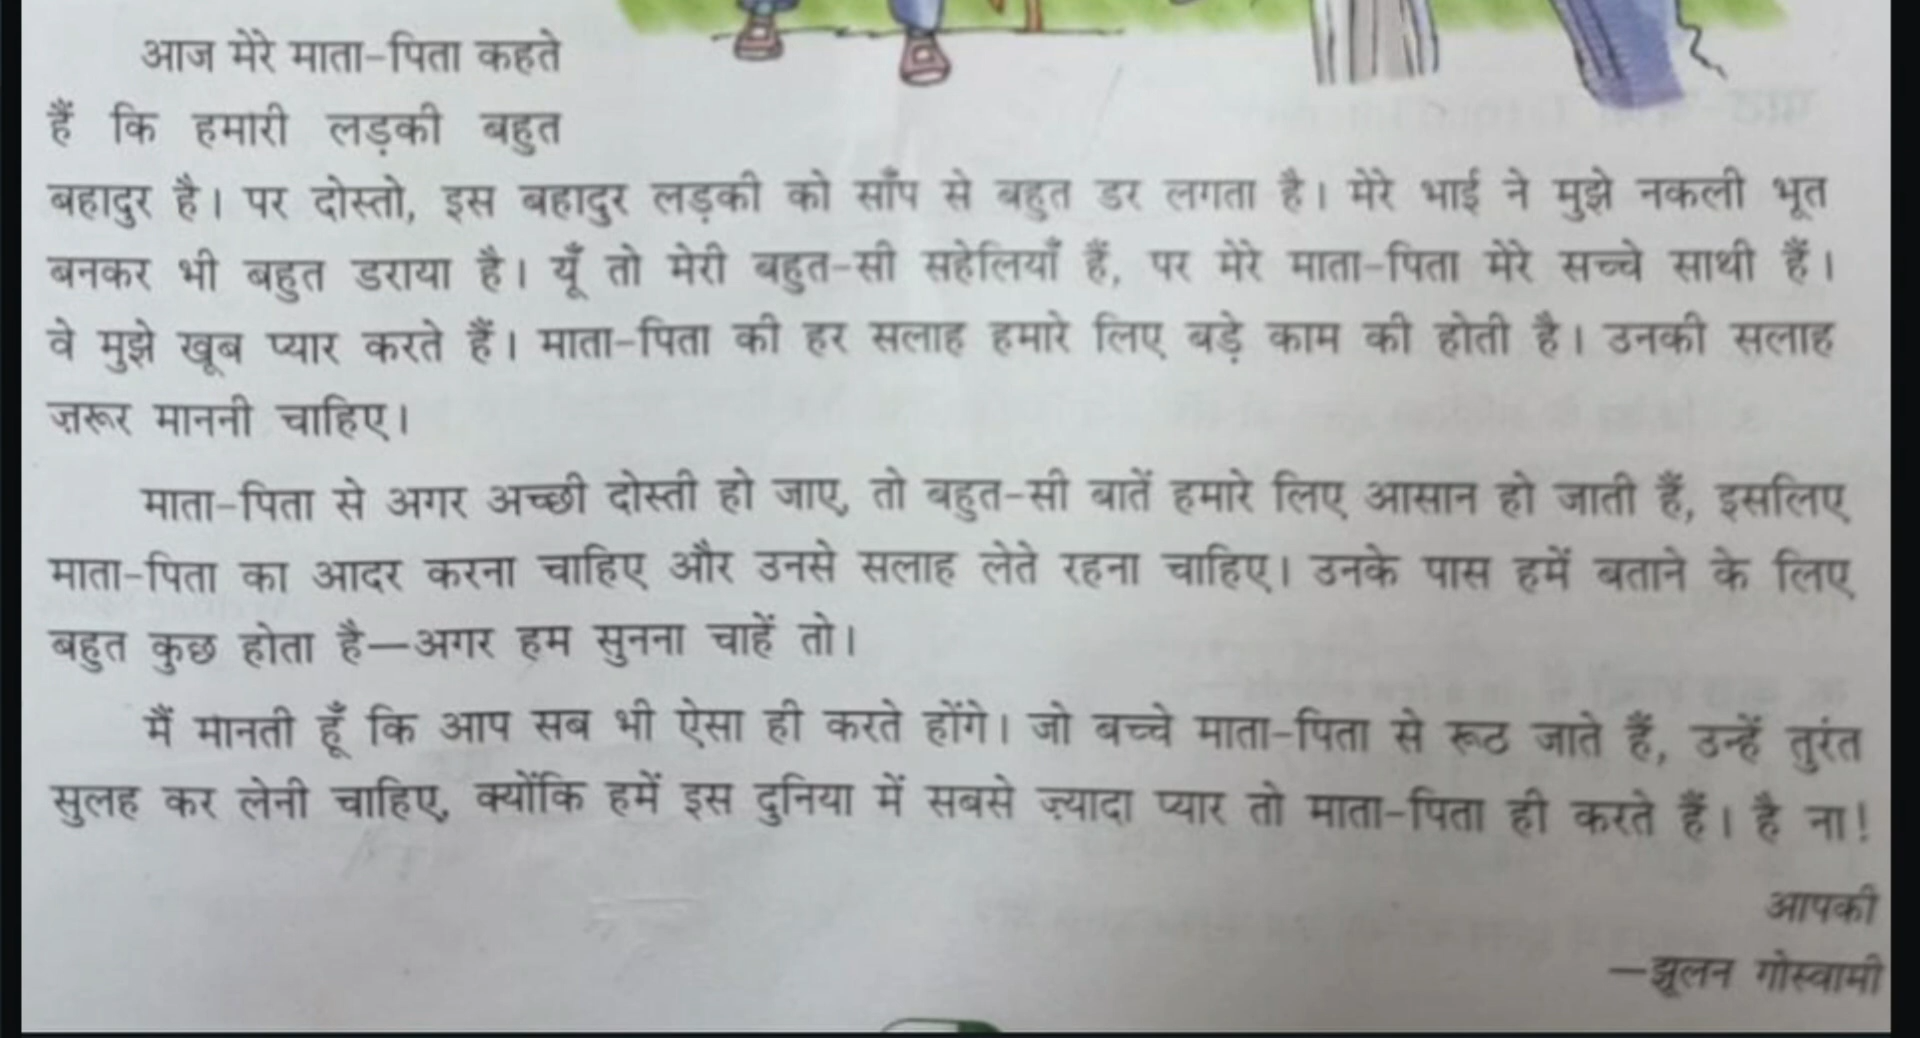 आज मेरे माता-पिता कहते
हैं कि हमारी लड़की बहुत
बहादुर है। पर दोस्तो, इस बहादुर लड़की को साँप से बहुत डर लगता है। मेरे भाई ने मुझे नकली भूत
बनकर भी बहुत डराया है। यूँ तो मेरी बहुत-सी सहेलियाँ हैं, पर मेरे माता-पिता मेरे सच्चे साथी हैं।
वे मुझे खूब प्यार करते हैं। माता-पिता की हर सलाह हमारे लिए बड़े काम की होती है। उनकी सलाह
ज़रूर माननी चाहिए।
माता-पिता से अगर अच्छी दोस्ती हो जाए, तो बहुत-सी बातें हमारे लिए आसान हो जाती हैं, इसलिए
माता-पिता का आदर करना चाहिए और उनसे सलाह लेते रहना चाहिए। उनके पास हमें बताने के लिए
बहुत कुछ होता है—अगर हम सुनना चाहें तो।
मैं मानती हूँ कि आप सब भी ऐसा ही करते होंगे। जो बच्चे माता-पिता से रूठ जाते हैं, उन्हें तुरंत
सुलह कर लेनी चाहिए, क्योंकि हमें इस दुनिया में सबसे ज़्यादा प्यार तो माता-पिता ही करते हैं। है ना!
आपकी
—झूलन गोस्वामी